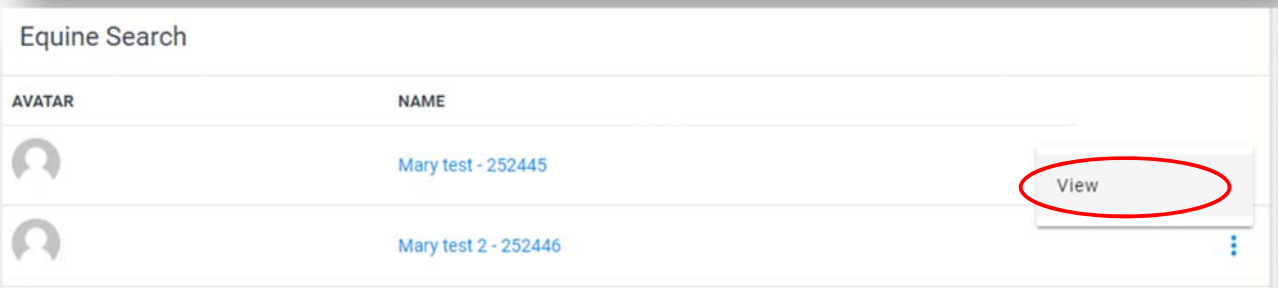 Equine Search
AVATAR NAME
Mary test - 252445
View
Mary test 2 - 252446